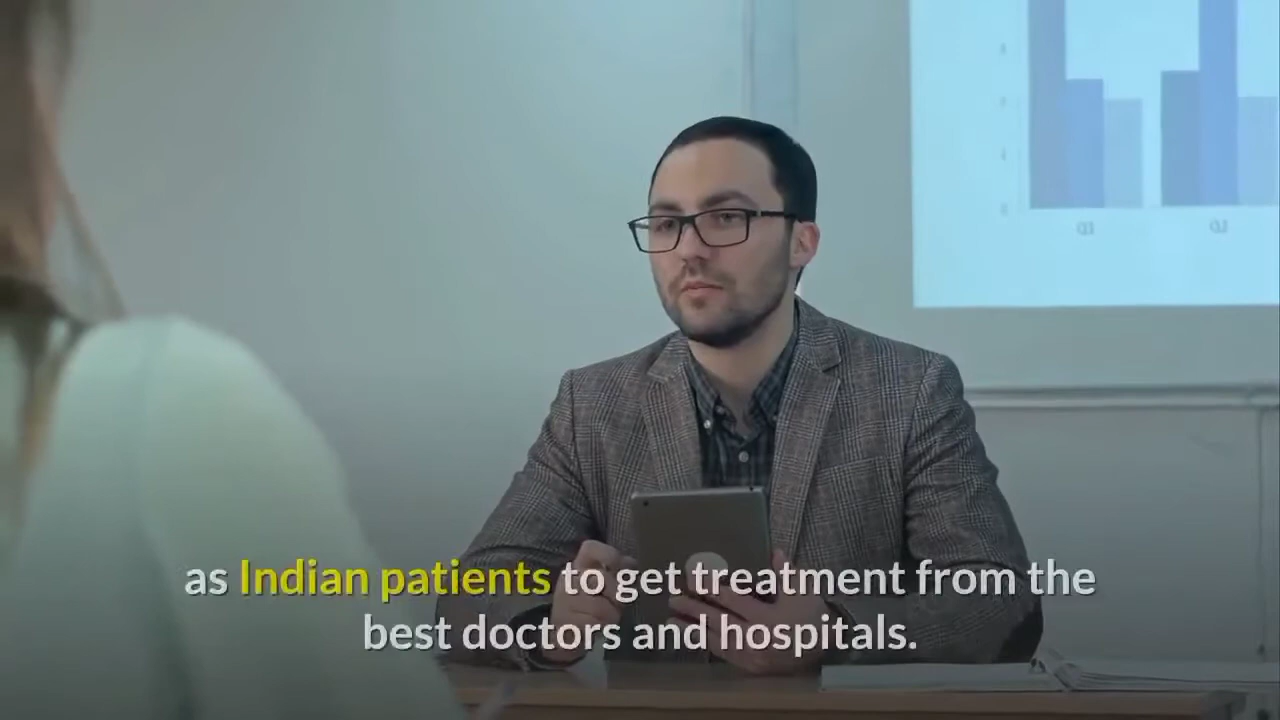 as Indian patients to get treatment from the
best doctors and hospitals.